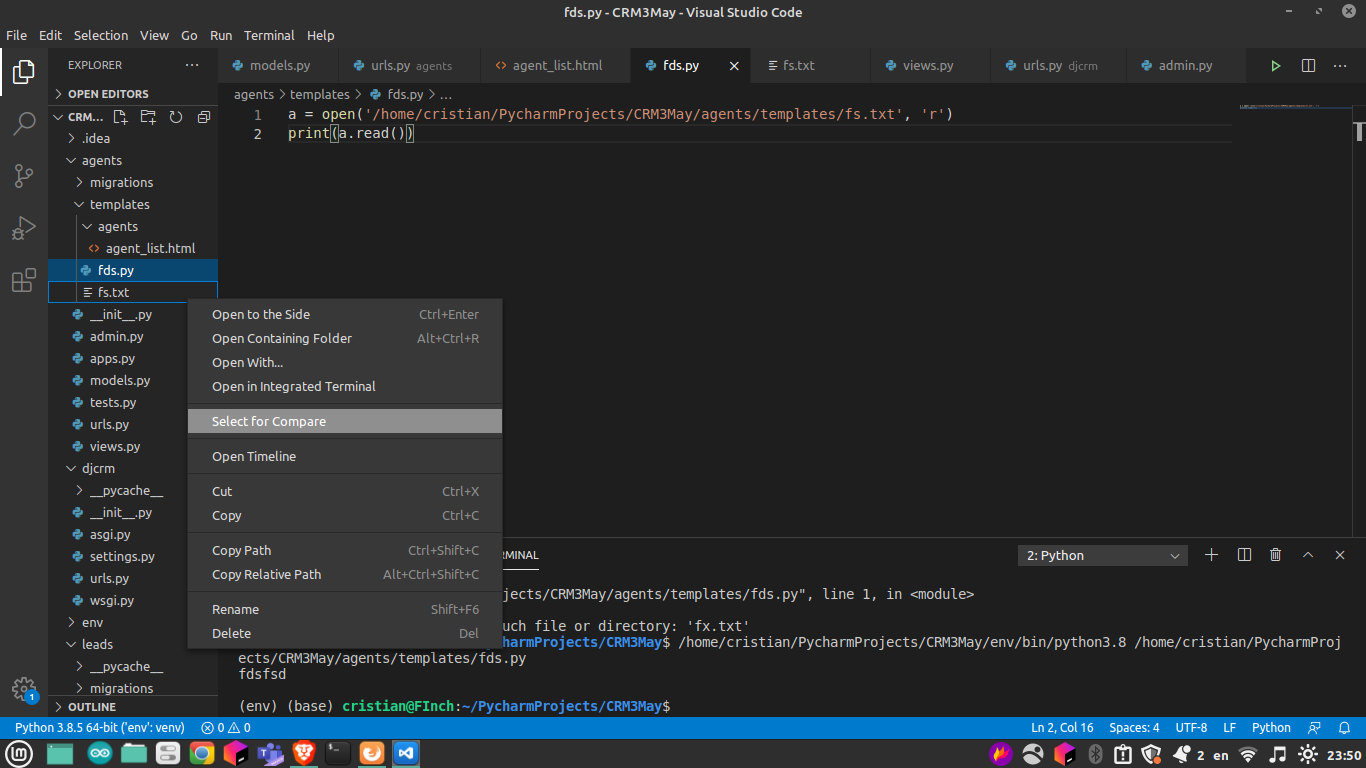 fds.py - CRM3May - Visual Studio Code
File Edit Selection View Go Run Terminal Help
EXPLORER
models.py urls.py agents agent_list.html fds.py fs.txt views.py urls.py djcrm admin.py
OPEN EDITORS
agents > templates > fds.py > ...
CRM...
1 a = open('/home/cristian/PycharmProjects/CRM3May/agents/templates/fs.txt', 'r')
2 print(a.read())
.idea
agents
migrations
templates
agents
agent_list.html
fds.py
fs.txt
__init__.py
admin.py
apps.py
models.py
tests.py
urls.py
views.py
djcrm
__pycache__
__init__.py
asgi.py
settings.py
urls.py
wsgi.py
env
leads
__pycache__
migrations
OUTLINE
Open to the Side Ctrl+Enter
Open Containing Folder Alt+Ctrl+R
Open With...
Open in Integrated Terminal
Select for Compare
Open Timeline
Cut Ctrl+X
Copy Ctrl+C
Copy Path Ctrl+Shift+C
Copy Relative Path Alt+Ctrl+Shift+C
Rename Shift+F6
Delete Del
RMINAL 2: Python
jects/CRM3May/agents/templates/fds.py", line 1, in <module>
uch file or directory: 'fx.txt'
charmProjects/CRM3May$ /home/cristian/PycharmProjects/CRM3May/env/bin/python3.8 /home/cristian/PycharmProj
ects/CRM3May/agents/templates/fds.py
fdsfsd
(env) (base) cristian@FInch:~/PycharmProjects/CRM3May$
1
Python 3.8.5 64-bit ('env': venv) 0 0 Ln 2, Col 16 Spaces: 4 UTF-8 LF Python
2 en 23:50